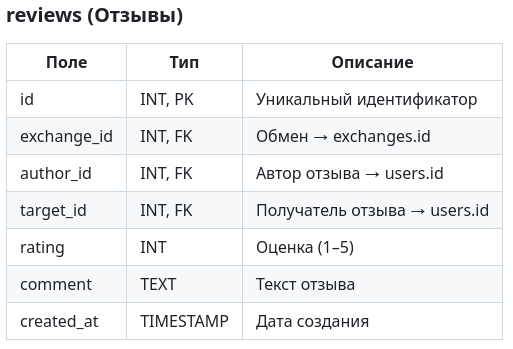 reviews (Отзывы)
Поле Тип Описание
id INT, PK Уникальный идентификатор
exchange_id INT, FK Обмен → exchanges.id
author_id INT, FK Автор отзыва → users.id
target_id INT, FK Получатель отзыва → users.id
rating INT Оценка (1–5)
comment TEXT Текст отзыва
created_at TIMESTAMP Дата создания